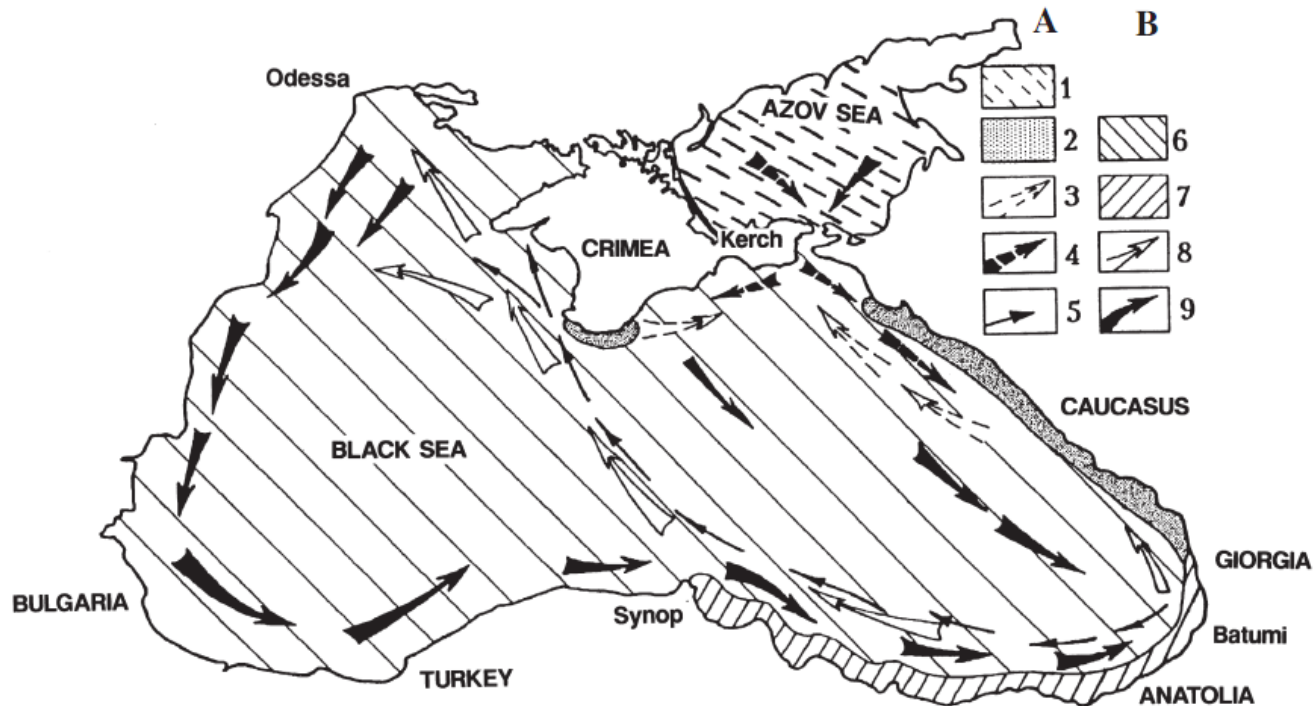 A B
Odessa
AZOV SEA
1
2 6
3 7
Kerch
CRIMEA
4 8
5 9
CAUCASUS
BLACK SEA
GIORGIA
BULGARIA
Synop
Batumi
TURKEY
ANATOLIA